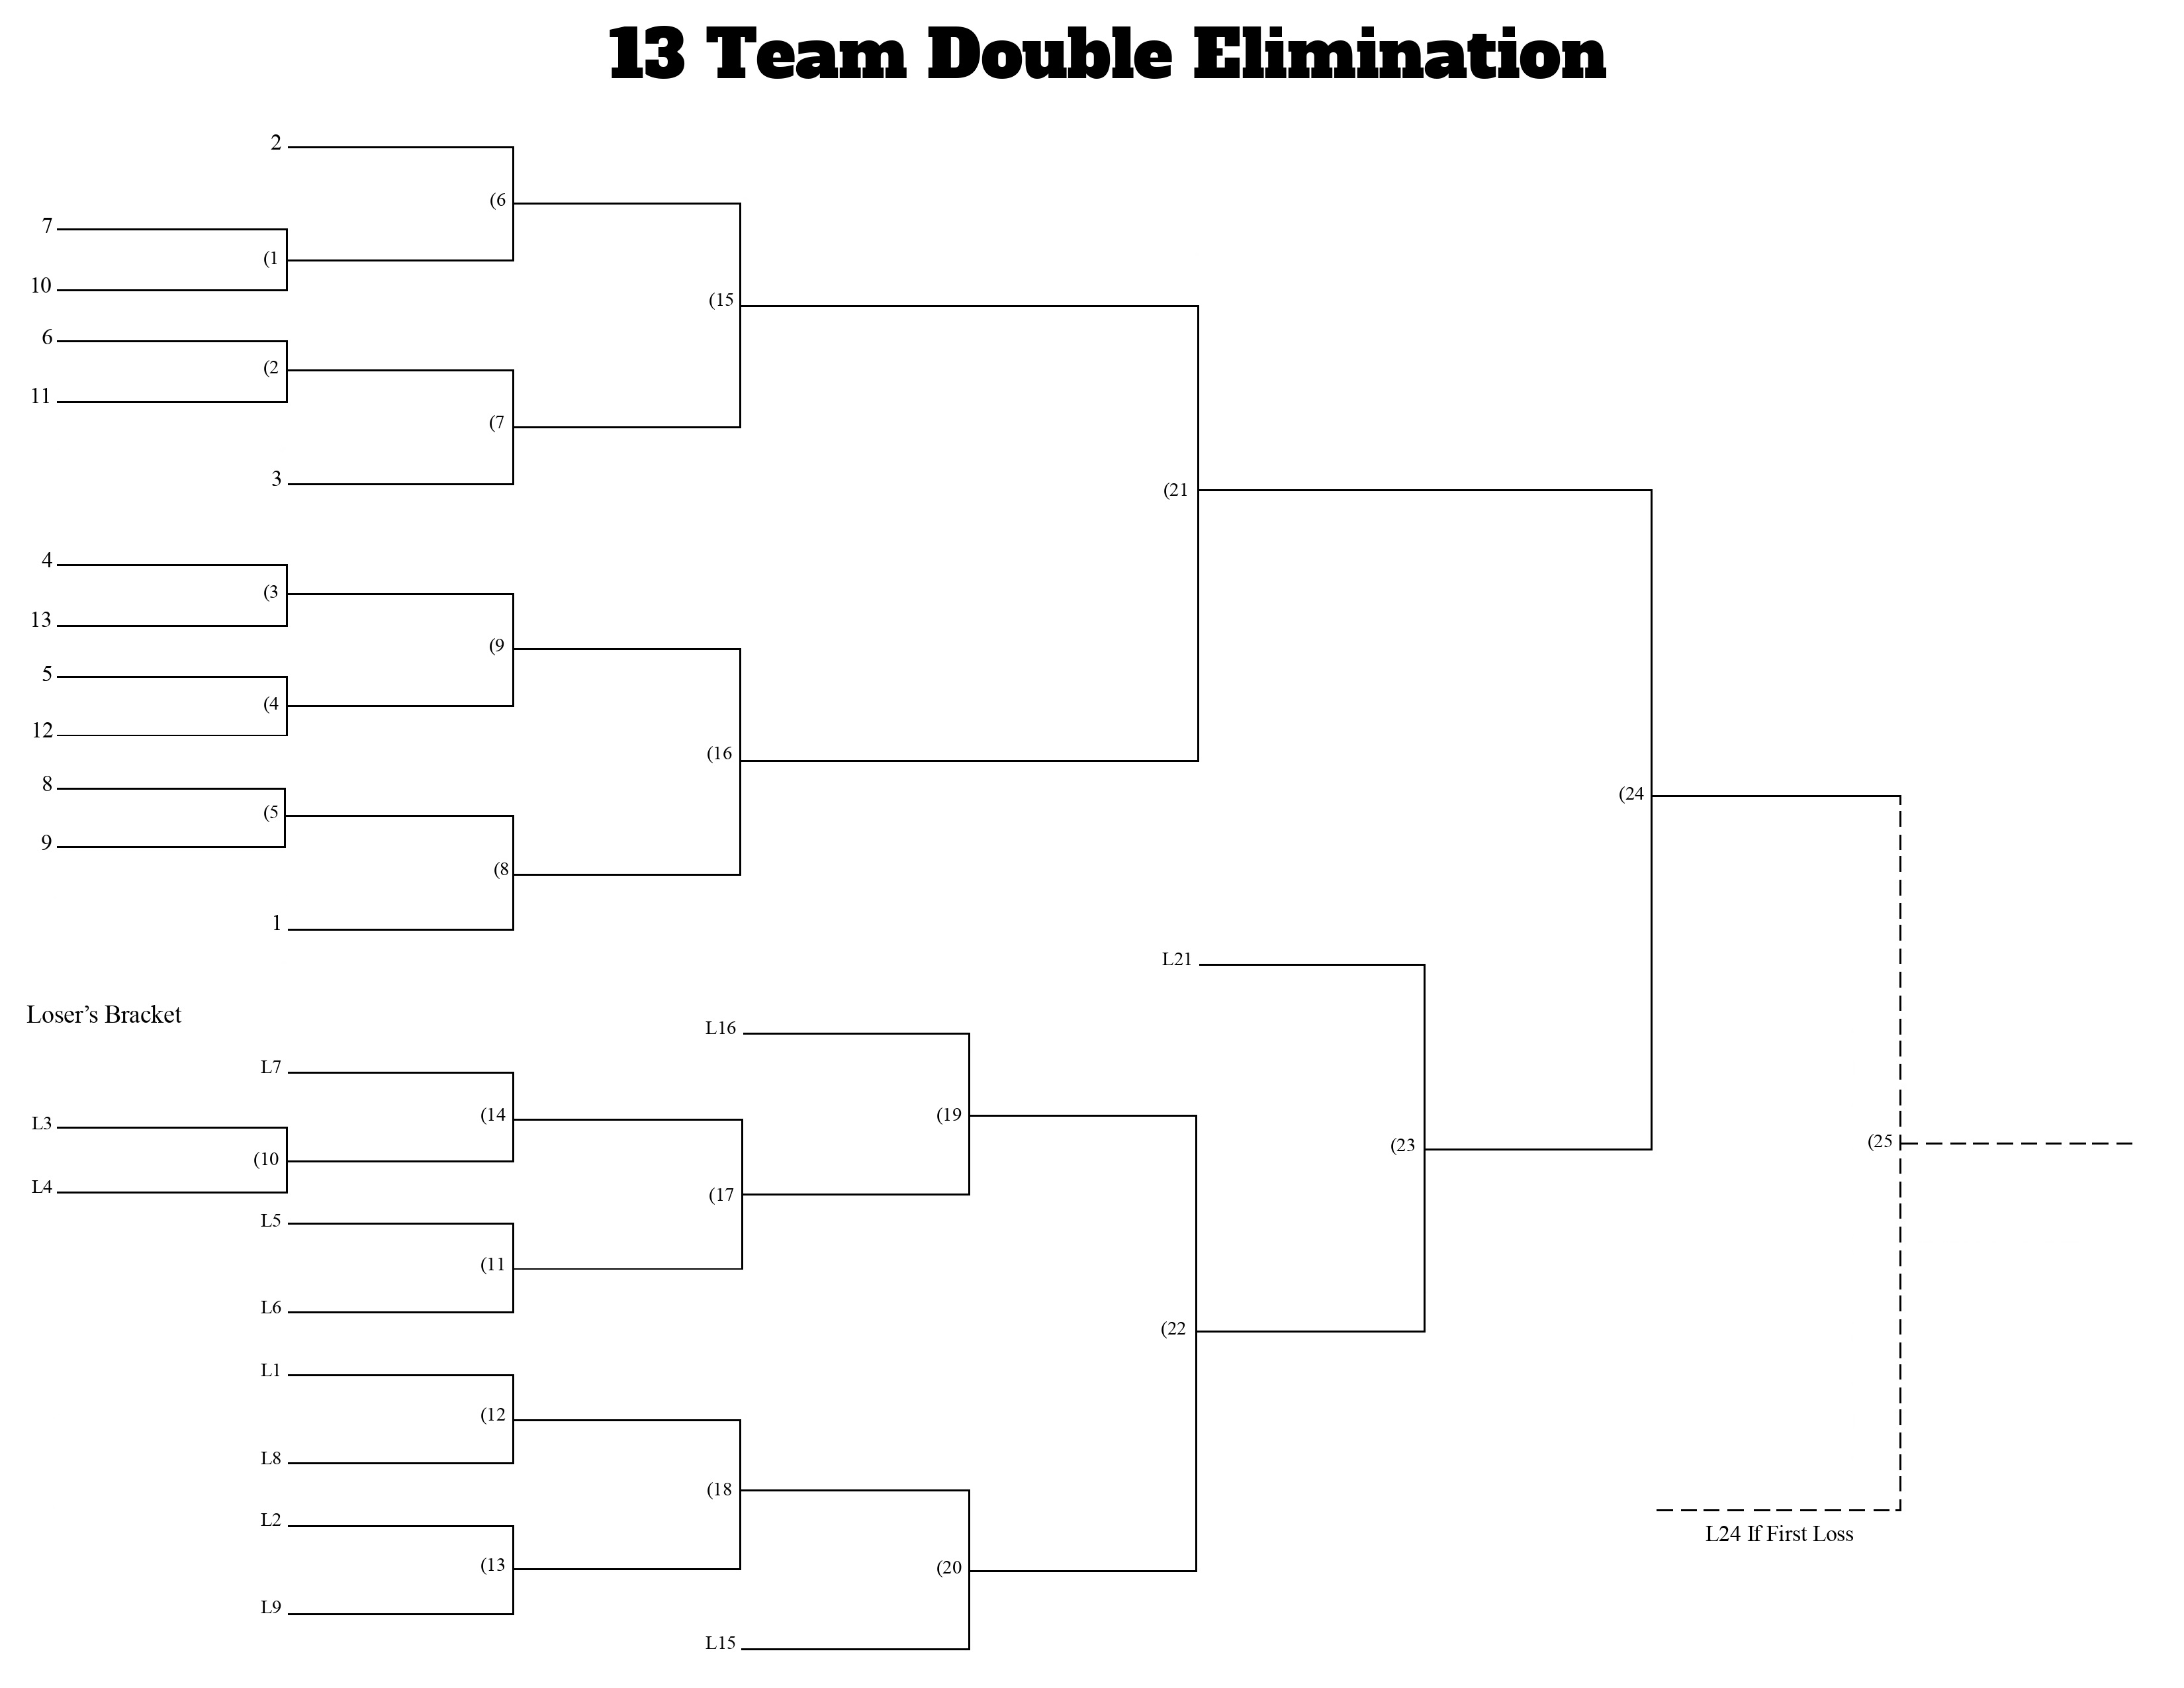 13 Team Double Elimination
2
(6
7
(1
10
(15
6
(2
11
(7
3
(21
4
(3
13
(9
5
(4
12
(16
8
(5
9
(8
1
(24
L21
Loser’s Bracket
L16
L7
(14
(19
L3
(10
L4
(17
(23
(25
L5
(11
L6
(22
L1
(12
L8
(18
L2
(13
(20
L9
L15
L24 If First Loss